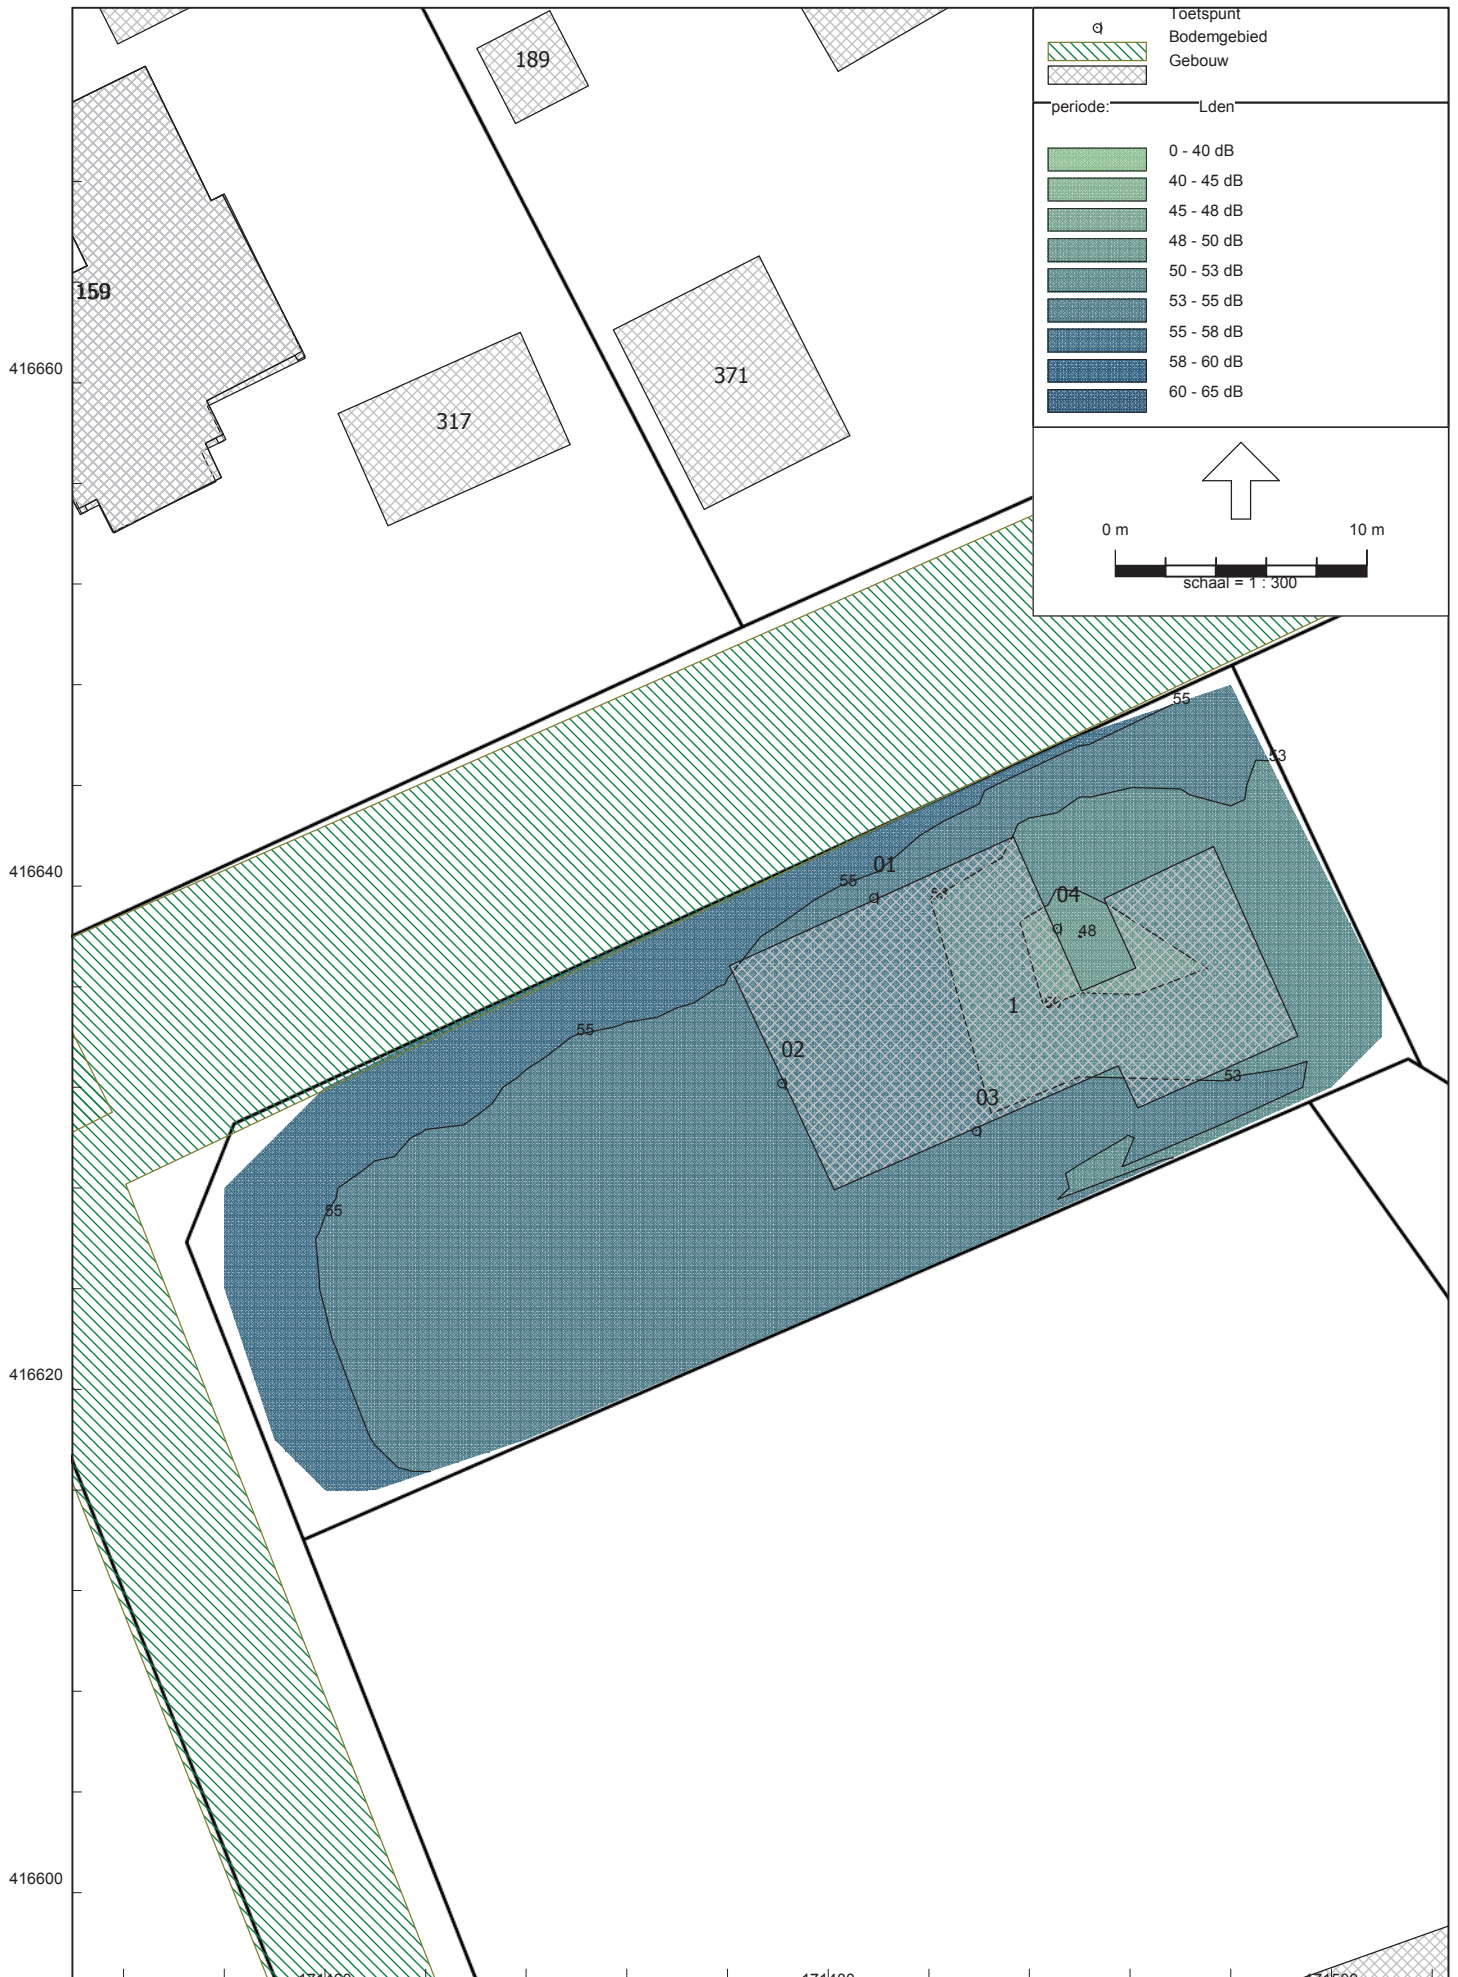 Toetspunt
Bodemgebied
Gebouw
periode: Lden
0 - 40 dB
40 - 45 dB
45 - 48 dB
48 - 50 dB
50 - 53 dB
53 - 55 dB
55 - 58 dB
58 - 60 dB
60 - 65 dB
0 m 10 m
schaal = 1 : 300
189
159
371
317
416660
55
53
416640
01
55
04
48
1
55
02
53
03
55
416620
416600